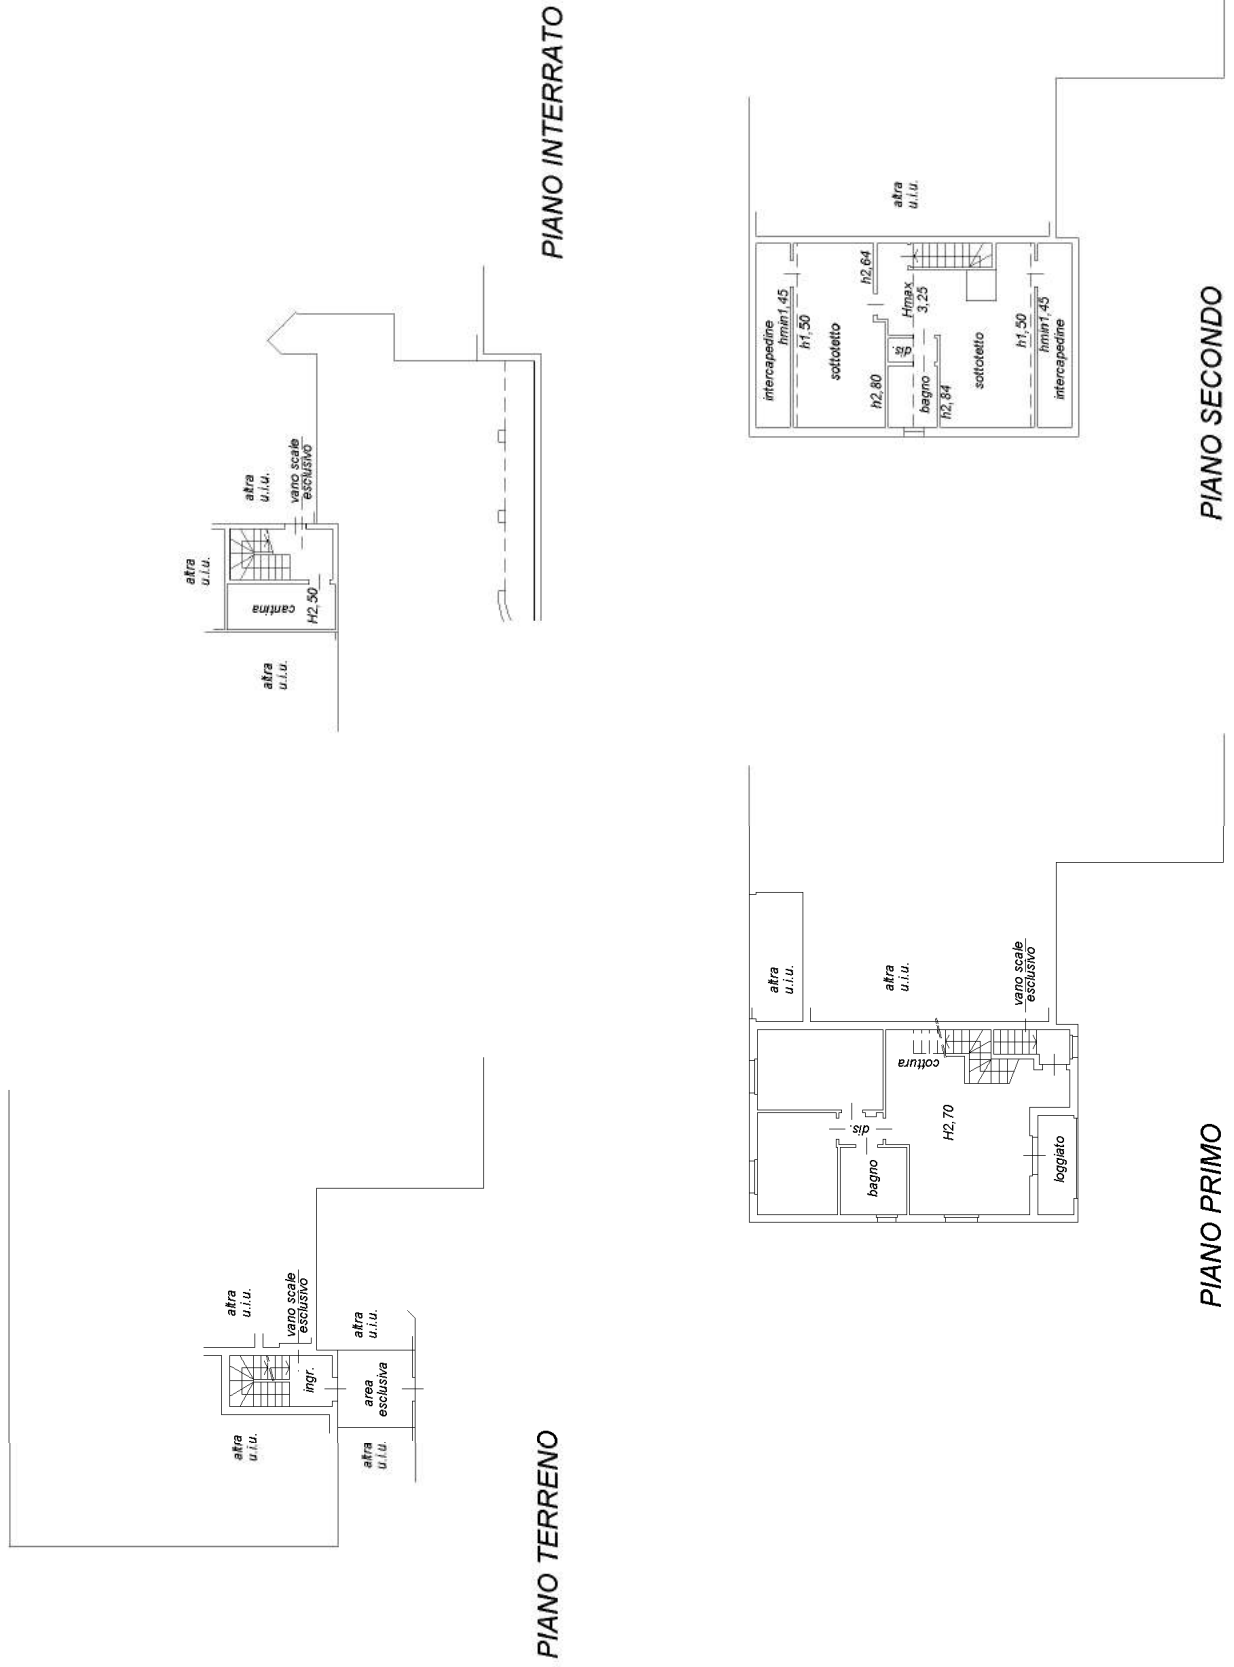 altra
u.i.u.
altra
u.i.u.
altra
u.i.u.
vano scale
esclusivo
cantina
H2,50
PIANO INTERRATO
altra
u.i.u.
altra
u.i.u.
vano scale
esclusivo
ingr.
area
esclusiva
altra
u.i.u.
altra
u.i.u.
PIANO TERRENO
intercapedine
hmin1,45
h1,50
sottotetto
h2,64
h2,80
dis.
Hmax
3,25
bagno
h2,84
sottotetto
h1,50
hmin1,45
intercapedine
altra
u.i.u.
PIANO SECONDO
altra
u.i.u.
altra
u.i.u.
vano scale
esclusivo
cottura
dis.
bagno
H2,70
loggiato
PIANO PRIMO